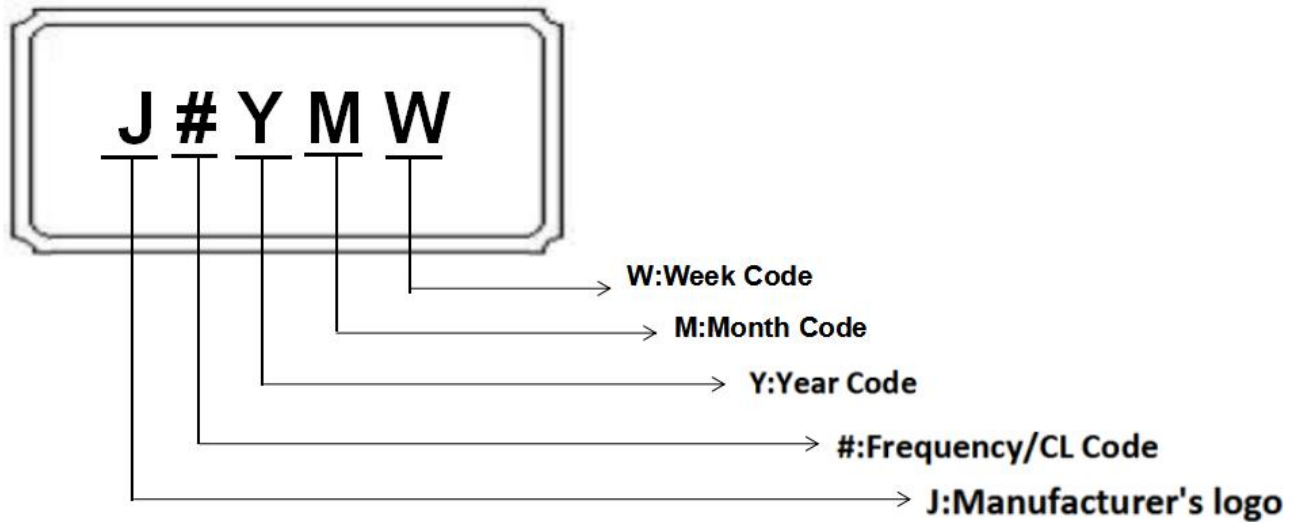 J # Y M W
W:Week Code
M:Month Code
Y:Year Code
#:Frequency/CL Code
J:Manufacturer's logo